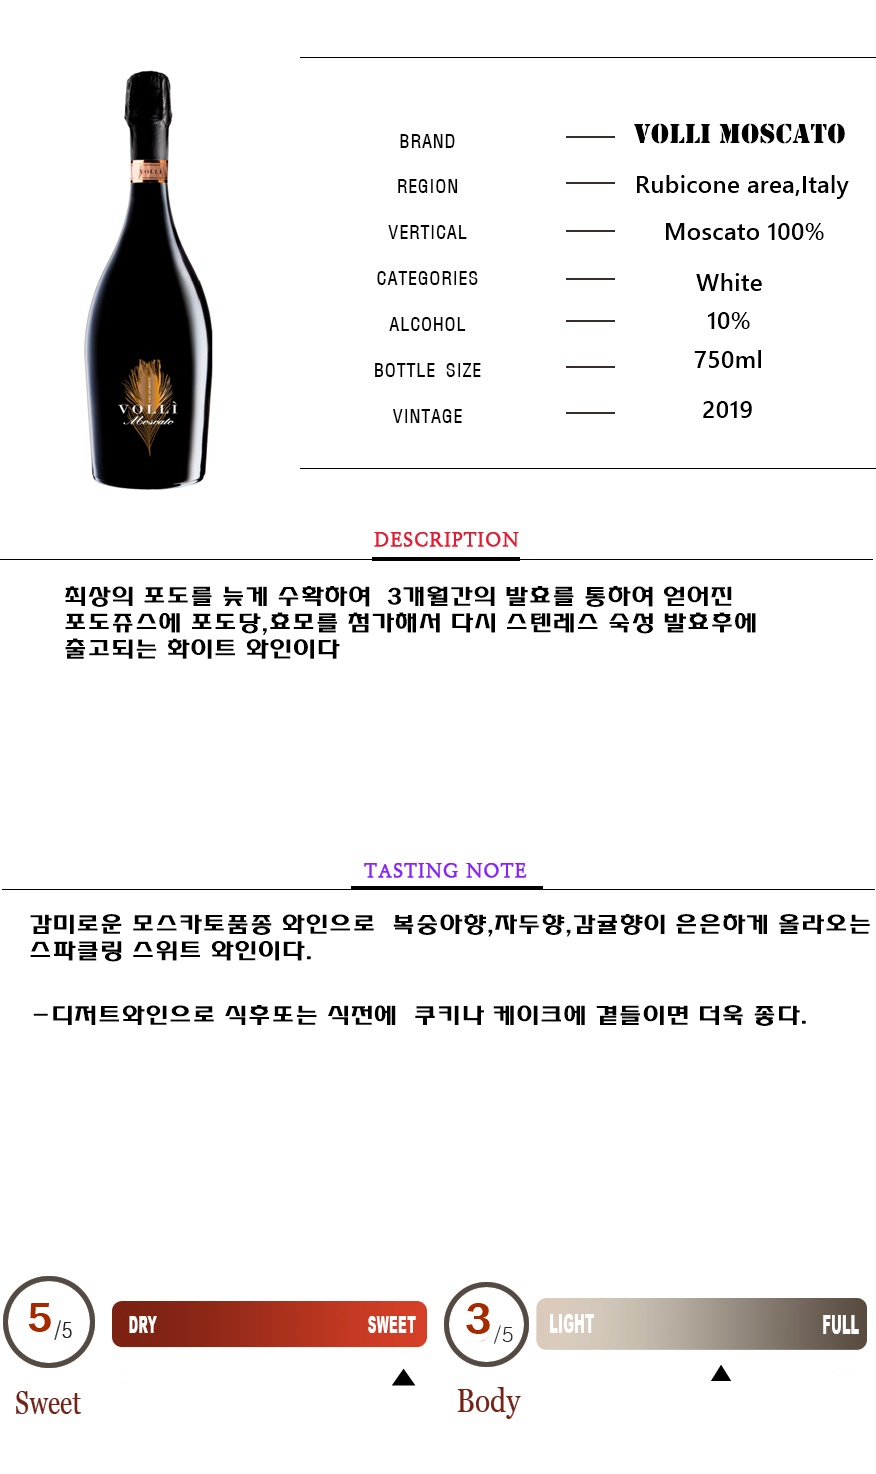 BRAND — VOLLI MOSCATO
REGION — Rubicone area,Italy
VERTICAL — Moscato 100%
CATEGORIES — White
ALCOHOL — 10%
BOTTLE SIZE — 750ml
VINTAGE — 2019
VOLLI
VOLLÌ
Moscato
DESCRIPTION
최상의 포도를 늦게 수확하여 3개월간의 발효를 통하여 얻어진
포도쥬스에 포도당,효모를 첨가해서 다시 스텐레스 숙성 발효후에
출고되는 화이트 와인이다
TASTING NOTE
감미로운 모스카토품종 와인으로 복숭아향,자두향,감귤향이 은은하게 올라오는
스파클링 스위트 와인이다.
-디저트와인으로 식후또는 식전에 쿠키나 케이크에 곁들이면 더욱 좋다.
5/5 DRY SWEET 3/5 LIGHT FULL
Sweet Body